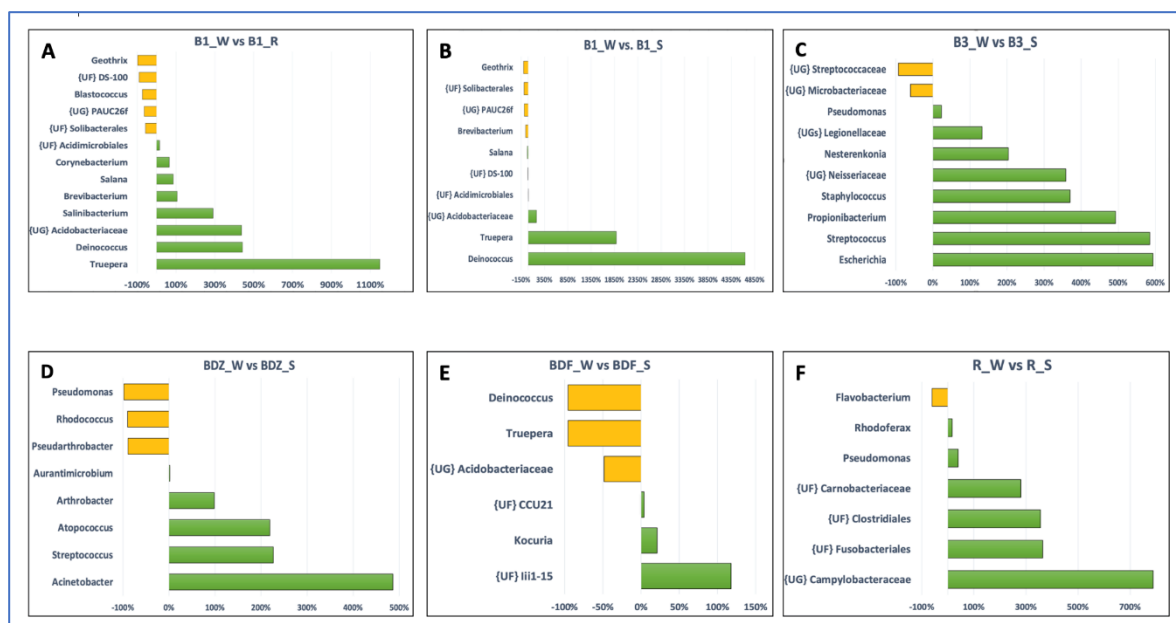 A
B1_W vs B1_R
Geothrix
{UF} DS-100
Blastococcus
{UG} PAUC26f
{UF} Solibacterales
{UF} Acidimicrobiales
Corynebacterium
Salana
Brevibacterium
Salinibacterium
{UG} Acidobacteriaceae
Deinococcus
Truepera
-100% 100% 300% 500% 700% 900% 1100%
B
B1_W vs. B1_S
Geothrix
{UF} Solibacterales
{UG} PAUC26f
Brevibacterium
Salana
{UF} DS-100
{UF} Acidimicrobiales
{UG} Acidobacteriaceae
Truepera
Deinococcus
-150% 350% 850% 1350% 1850% 2350% 2850% 3350% 3850% 4350% 4850%
C
B3_W vs B3_S
{UG} Streptococcaceae
{UG} Microbacteriaceae
Pseudomonas
{UGs} Legionellaceae
Nesterenkonia
{UG} Neisseriaceae
Staphylococcus
Propionibacterium
Streptococcus
Escherichia
-100% 0% 100% 200% 300% 400% 500% 600%
D
BDZ_W vs BDZ_S
Pseudomonas
Rhodococcus
Pseudarthrobacter
Aurantimicrobium
Arthrobacter
Atopococcus
Streptococcus
Acinetobacter
-100% 0% 100% 200% 300% 400% 500%
E
BDF_W vs BDF_S
Deinococcus
Truepera
{UG} Acidobacteriaceae
{UF} CCU21
Kocuria
{UF} Iii1-15
-100% -50% 0% 50% 100% 150%
F
R_W vs R_S
Flavobacterium
Rhodoferax
Pseudomonas
{UF} Carnobacteriaceae
{UF} Clostridiales
{UF} Fusobacteriales
{UG} Campylobacteraceae
-100% 100% 300% 500% 700%